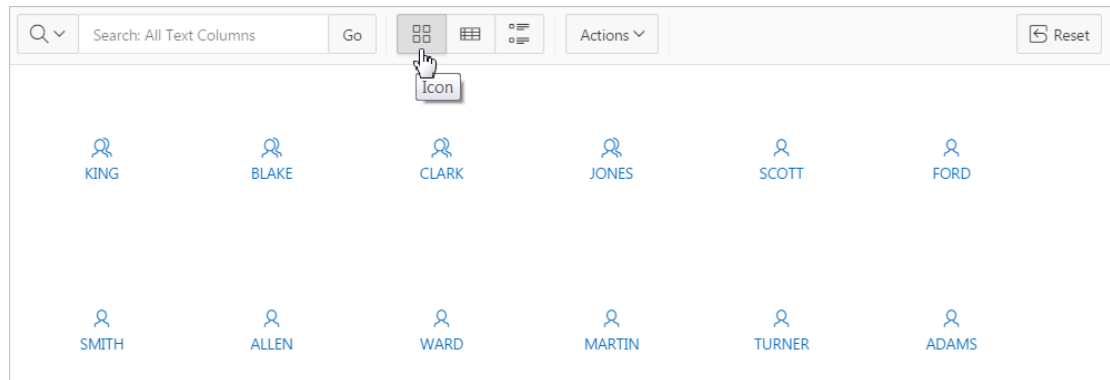 Search: All Text Columns Go Actions Reset
Icon
KING BLAKE CLARK JONES SCOTT FORD
SMITH ALLEN WARD MARTIN TURNER ADAMS